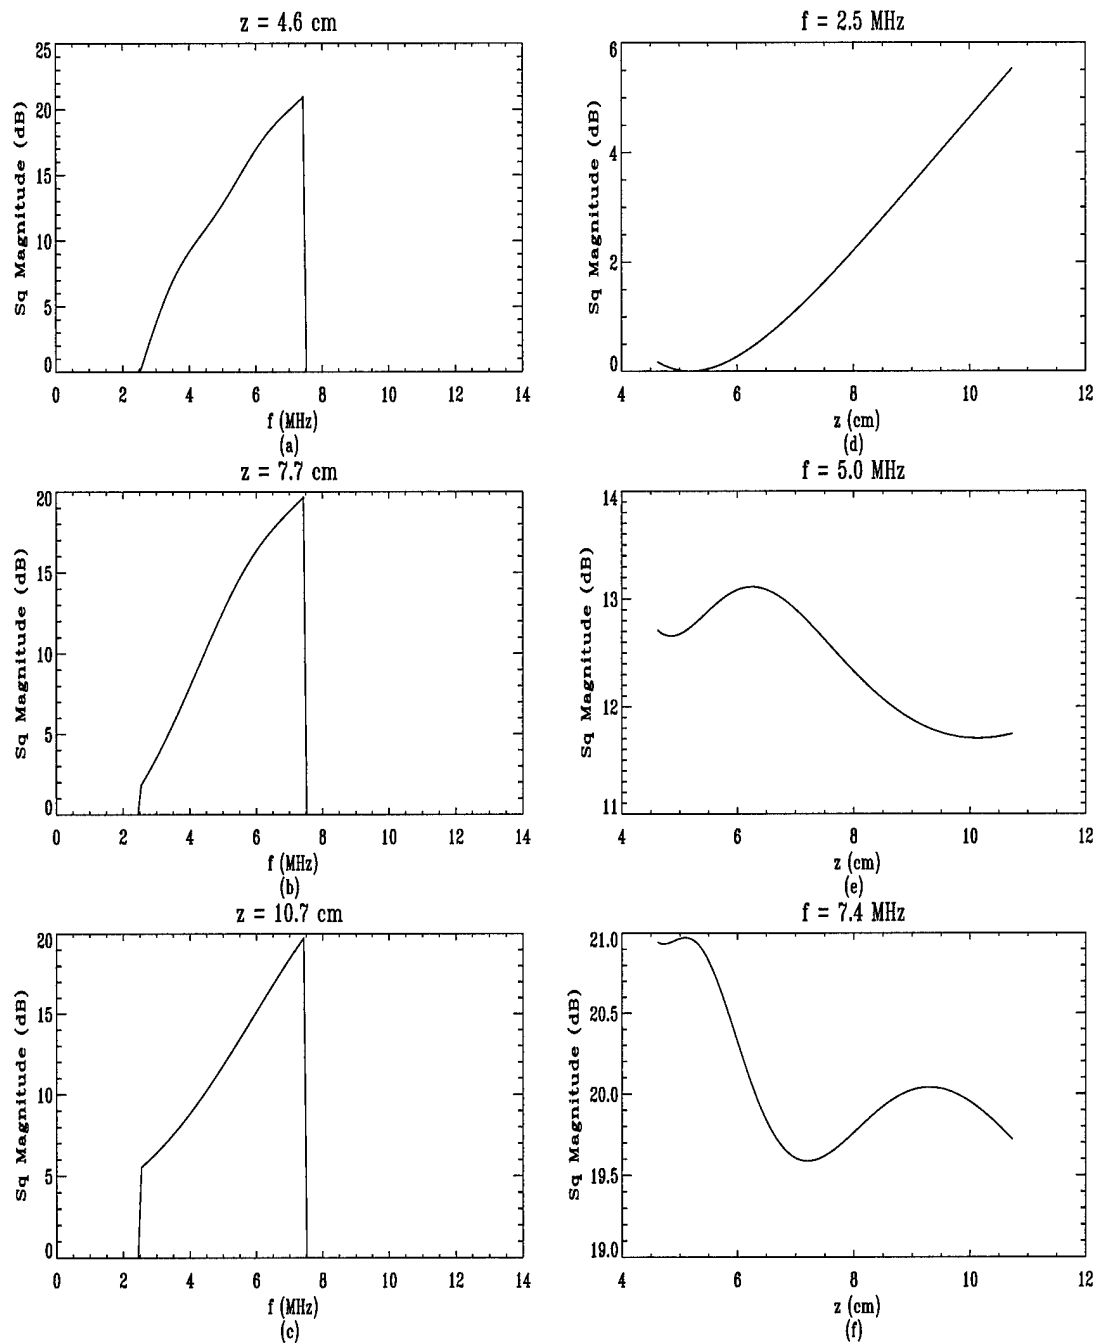 z = 4.6 cm
25
20
15
10
5
0
Sq Magnitude (dB)
0 2 4 6 8 10 12 14
f (MHz)
(a)
f = 2.5 MHz
6
4
2
0
Sq Magnitude (dB)
4 6 8 10 12
z (cm)
(d)
z = 7.7 cm
20
15
10
5
0
Sq Magnitude (dB)
0 2 4 6 8 10 12 14
f (MHz)
(b)
f = 5.0 MHz
14
13
12
11
Sq Magnitude (dB)
4 6 8 10 12
z (cm)
(e)
z = 10.7 cm
20
15
10
5
0
Sq Magnitude (dB)
0 2 4 6 8 10 12 14
f (MHz)
(c)
f = 7.4 MHz
21.0
20.5
20.0
19.5
19.0
Sq Magnitude (dB)
4 6 8 10 12
z (cm)
(f)